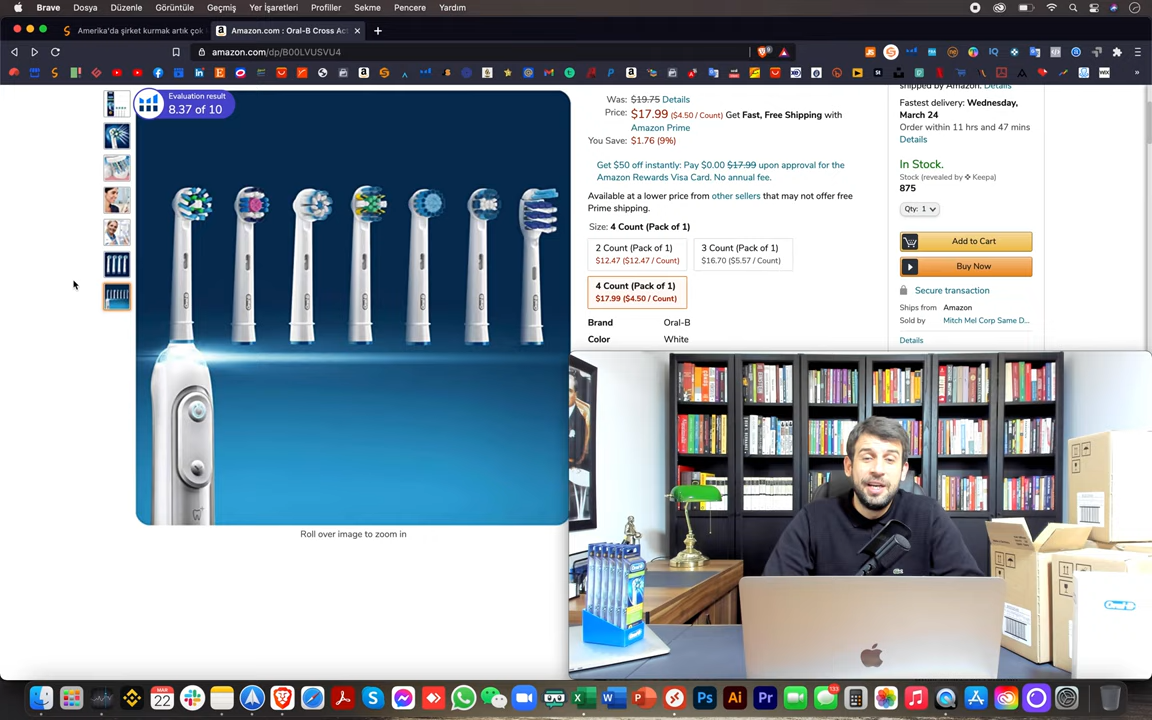 Brave Dosya Düzenle Görüntüle Geçmiş Yer İşaretleri Profiller Sekme Pencere Yardım
Amerika'da şirket kurmak artık çok
Amazon.com : Oral-B Cross Act
amazon.com/dp/B00LVUSVU4
Evaluation result
8.37 of 10
Roll over image to zoom in
Was: $19.75 Details
Price: $17.99 ($4.50 / Count) Get Fast, Free Shipping with
Amazon Prime
You Save: $1.76 (9%)
Get $50 off instantly: Pay $0.00 $17.99 upon approval for the
Amazon Rewards Visa Card. No annual fee.
Available at a lower price from other sellers that may not offer free
Prime shipping.
Size: 4 Count (Pack of 1)
2 Count (Pack of 1)
$12.47 ($12.47 / Count)
3 Count (Pack of 1)
$16.70 ($5.57 / Count)
4 Count (Pack of 1)
$17.99 ($4.50 / Count)
Brand Oral-B
Color White
shipped by Amazon. Details
Fastest delivery: Wednesday,
March 24
Order within 11 hrs and 47 mins
Details
In Stock.
Stock (revealed by Keepa)
875
Qty: 1
Add to Cart
Buy Now
Secure transaction
Ships from Amazon
Sold by Mitch Mel Corp Same D...
Details
MAR
22
133